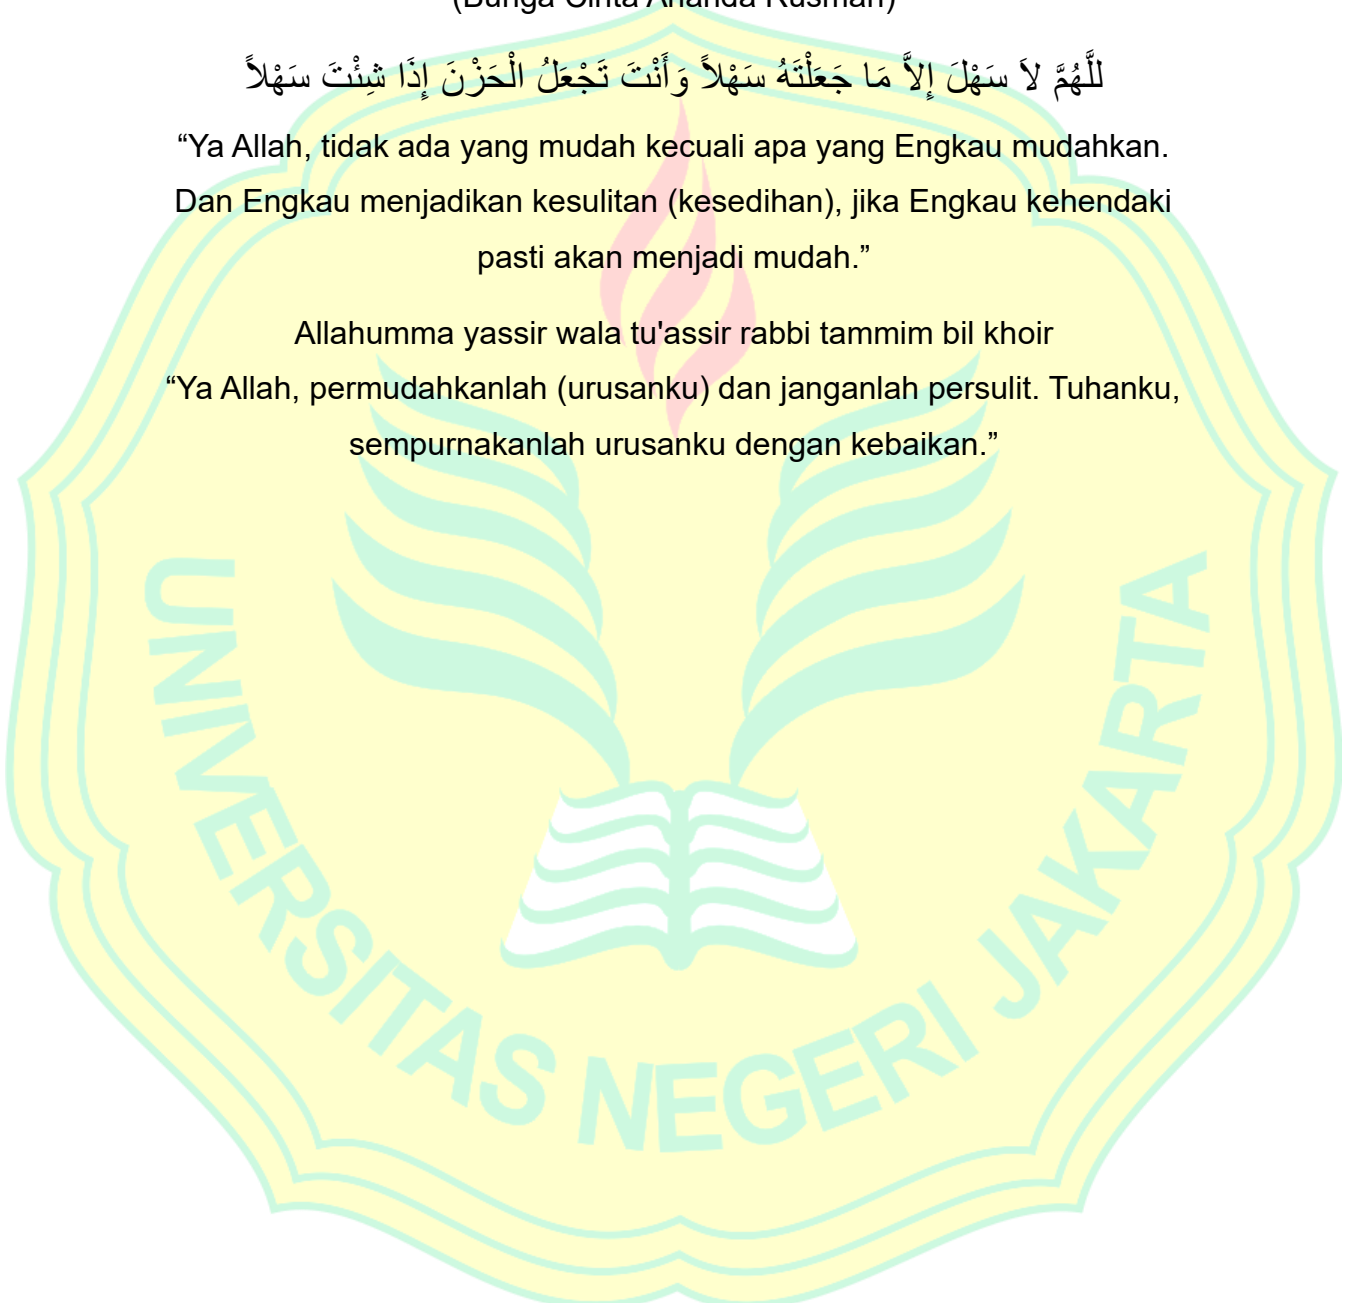 (Bunga Cinta Ananda Rusman)
للَّهُمَّ لاَ سَهْلَ إِلاَّ مَا جَعَلْتَهُ سَهْلاً وَأَنْتَ تَجْعَلُ الْحَزْنَ إِذَا شِئْتَ سَهْلاً
“Ya Allah, tidak ada yang mudah kecuali apa yang Engkau mudahkan.
Dan Engkau menjadikan kesulitan (kesedihan), jika Engkau kehendaki
pasti akan menjadi mudah.”
Allahumma yassir wala tu'assir rabbi tammim bil khoir
“Ya Allah, permudahkanlah (urusanku) dan janganlah persulit. Tuhanku,
sempurnakanlah urusanku dengan kebaikan.”
UNIVERSITAS NEGERI JAKARTA